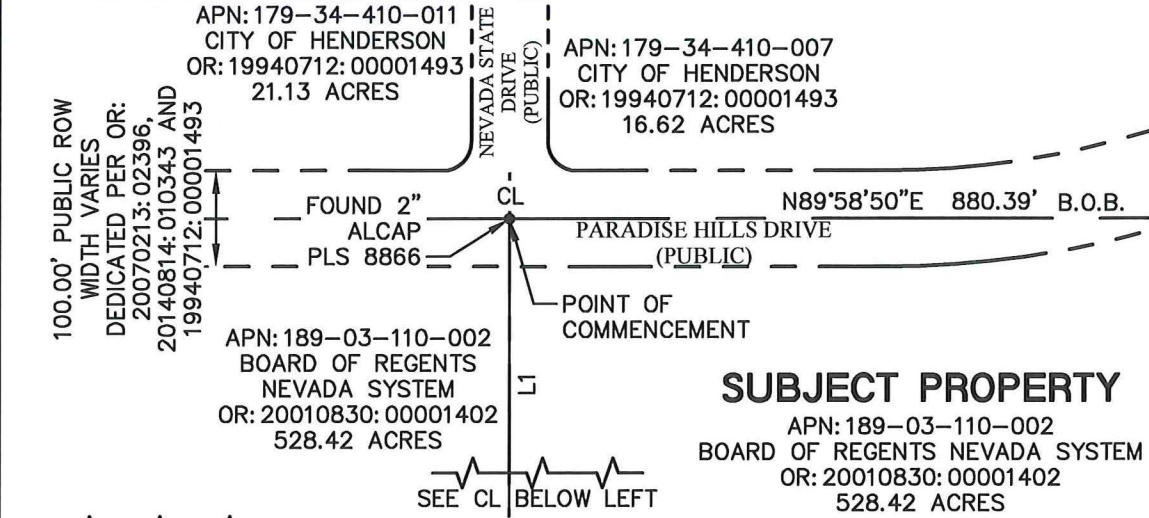 APN: 179-34-410-011
CITY OF HENDERSON
OR: 19940712: 00001493
21.13 ACRES
NEVADA STATE
DRIVE
(PUBLIC)
APN: 179-34-410-007
CITY OF HENDERSON
OR: 19940712: 00001493
16.62 ACRES
100.00' PUBLIC ROW
WIDTH VARIES
DEDICATED PER OR:
20070213: 02396,
20140814: 010343 AND
19940712: 00001493
FOUND 2"
ALCAP
PLS 8866
CL
N89°58'50"E 880.39' B.O.B.
PARADISE HILLS DRIVE
(PUBLIC)
POINT OF
COMMENCEMENT
APN: 189-03-110-002
BOARD OF REGENTS
NEVADA SYSTEM
OR: 20010830: 00001402
528.42 ACRES
L1
SUBJECT PROPERTY
APN: 189-03-110-002
BOARD OF REGENTS NEVADA SYSTEM
OR: 20010830: 00001402
528.42 ACRES
SEE CL BELOW LEFT